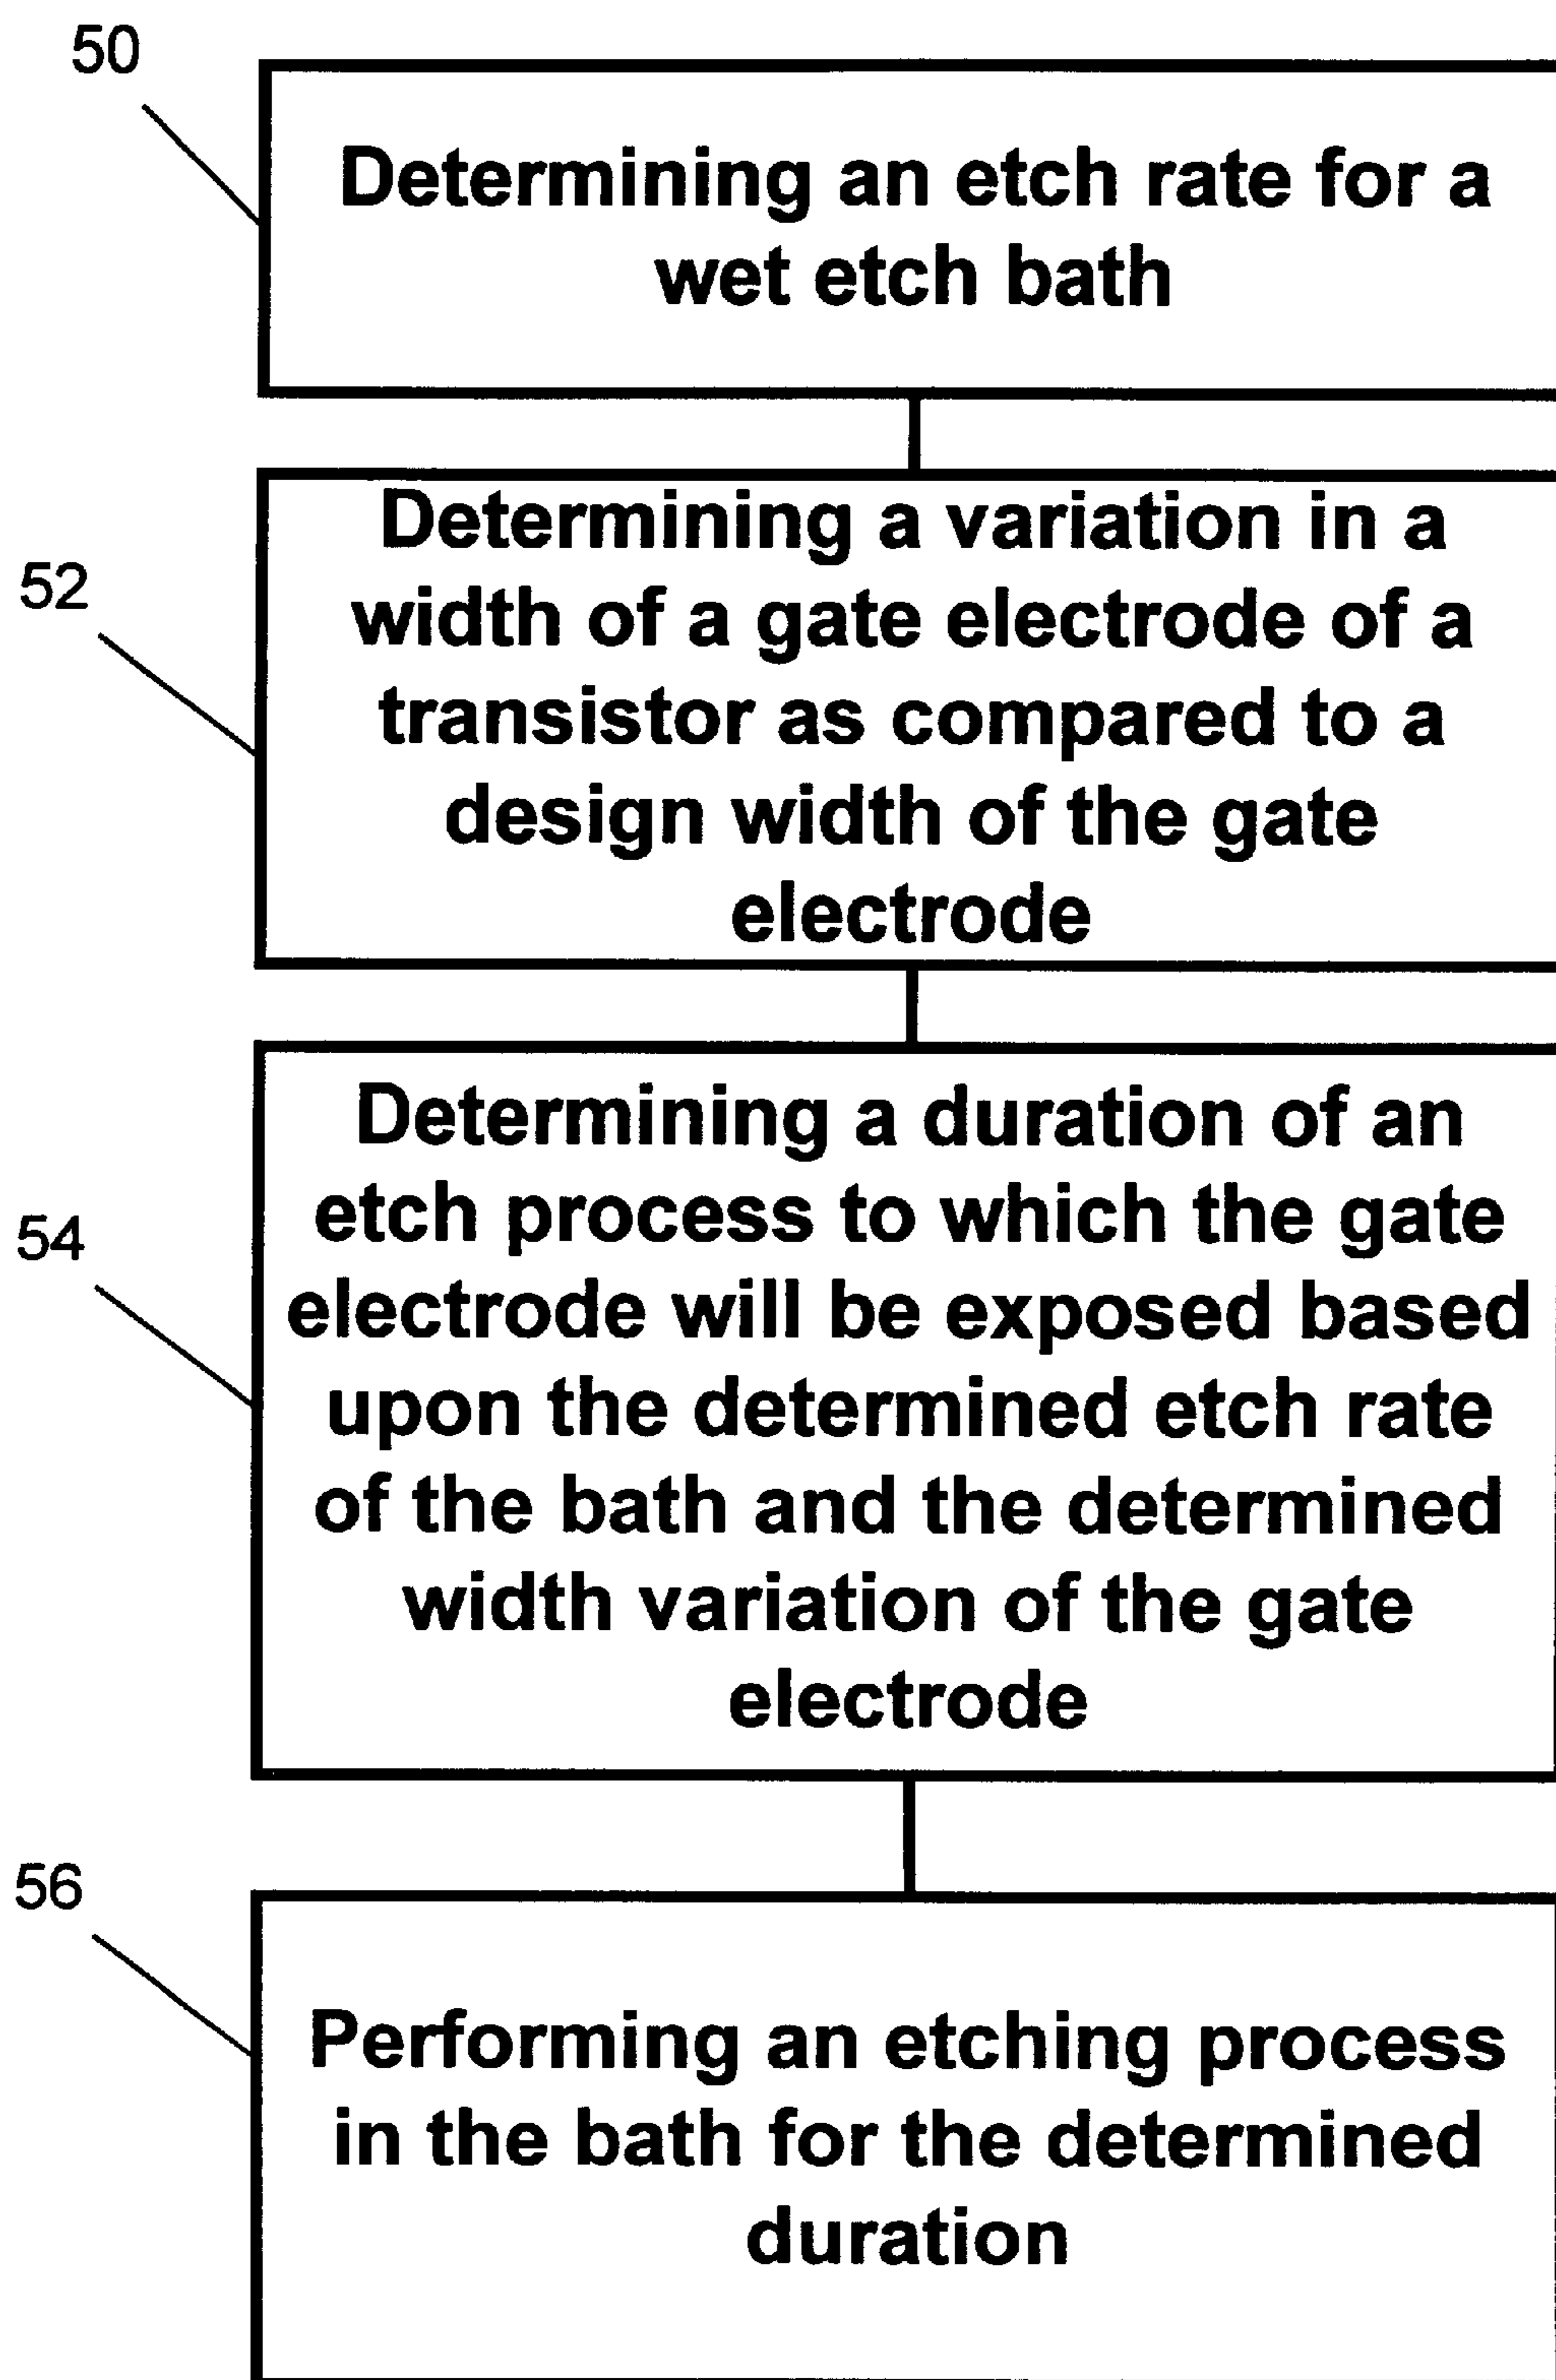 50
Determining an etch rate for a
wet etch bath
52
Determining a variation in a
width of a gate electrode of a
transistor as compared to a
design width of the gate
electrode
54
Determining a duration of an
etch process to which the gate
electrode will be exposed based
upon the determined etch rate
of the bath and the determined
width variation of the gate
electrode
56
Performing an etching process
in the bath for the determined
duration